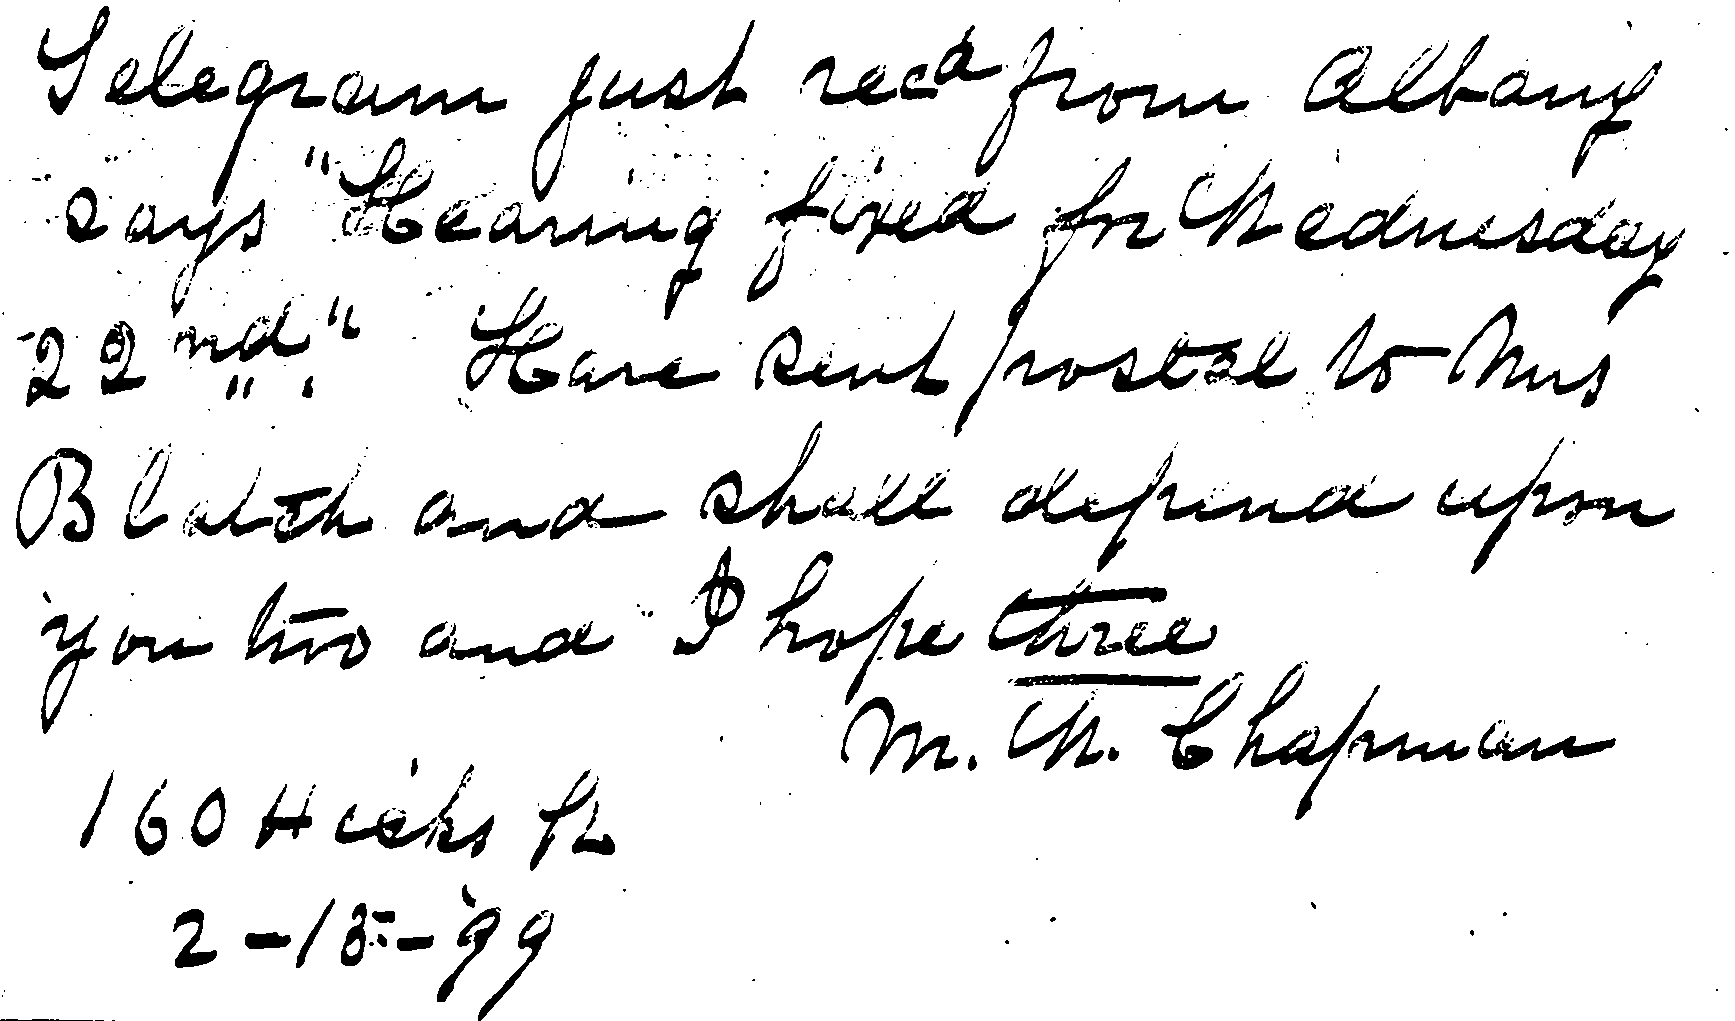 Telegram just recd from Albany
says "Hearing fixed for Wednesday
22nd." Have sent postal to Mrs
Blatch and shall depend upon
you two and I hope three
M. W. Chapman
160 Hicks St
2-15-'99